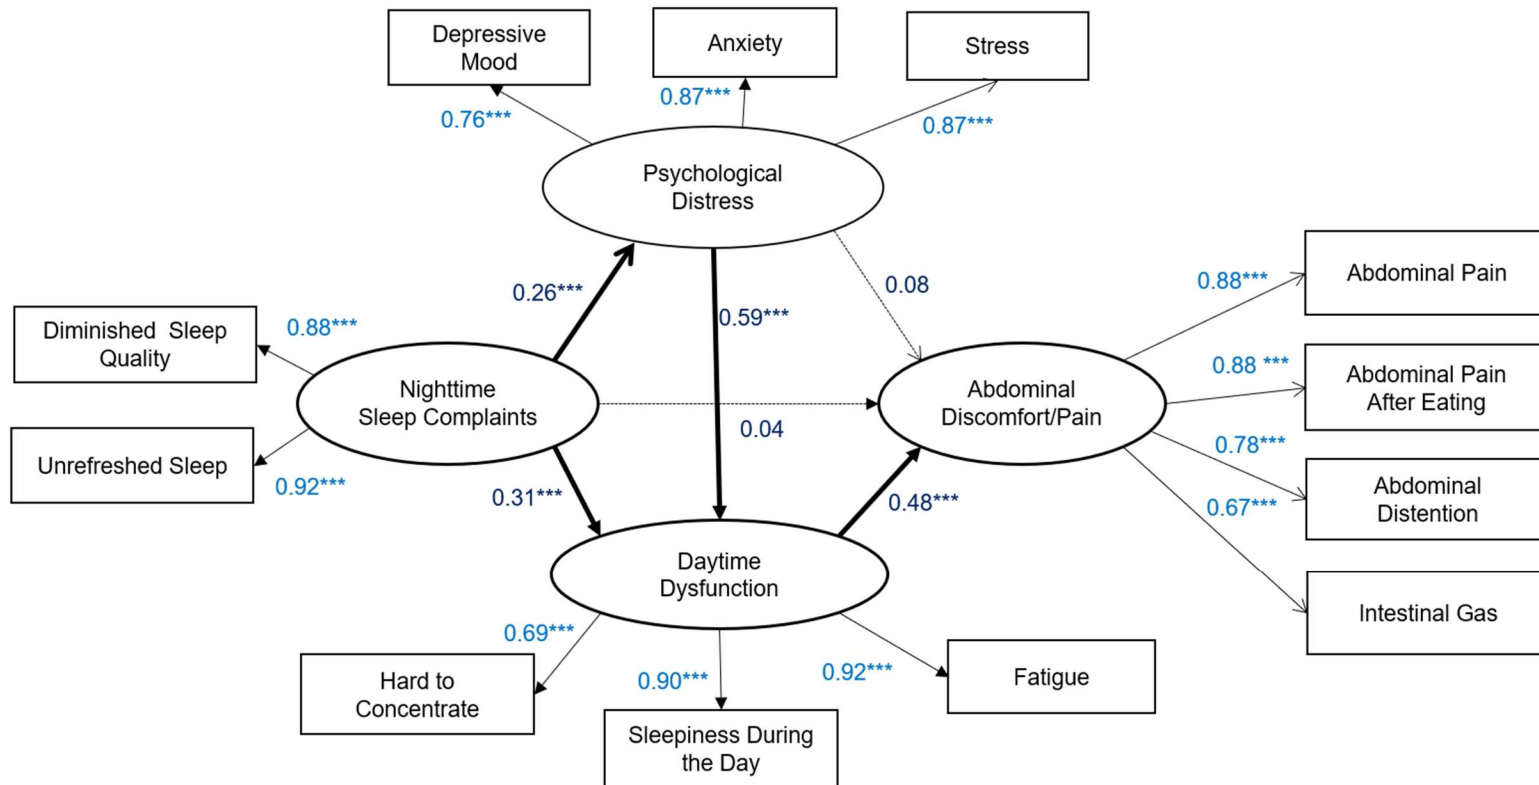 Depressive
Mood
Anxiety
Stress
0.76***
0.87***
0.87***
Psychological
Distress
0.26***
0.59***
0.08
Diminished Sleep
Quality
0.88***
Unrefreshed Sleep
0.92***
Nighttime
Sleep Complaints
0.04
0.31***
Abdominal
Discomfort/Pain
0.48***
0.88***
Abdominal Pain
0.88 ***
Abdominal Pain
After Eating
0.78***
Abdominal
Distention
0.67***
Intestinal Gas
Daytime
Dysfunction
0.69***
Hard to
Concentrate
0.90***
Sleepiness During
the Day
0.92***
Fatigue